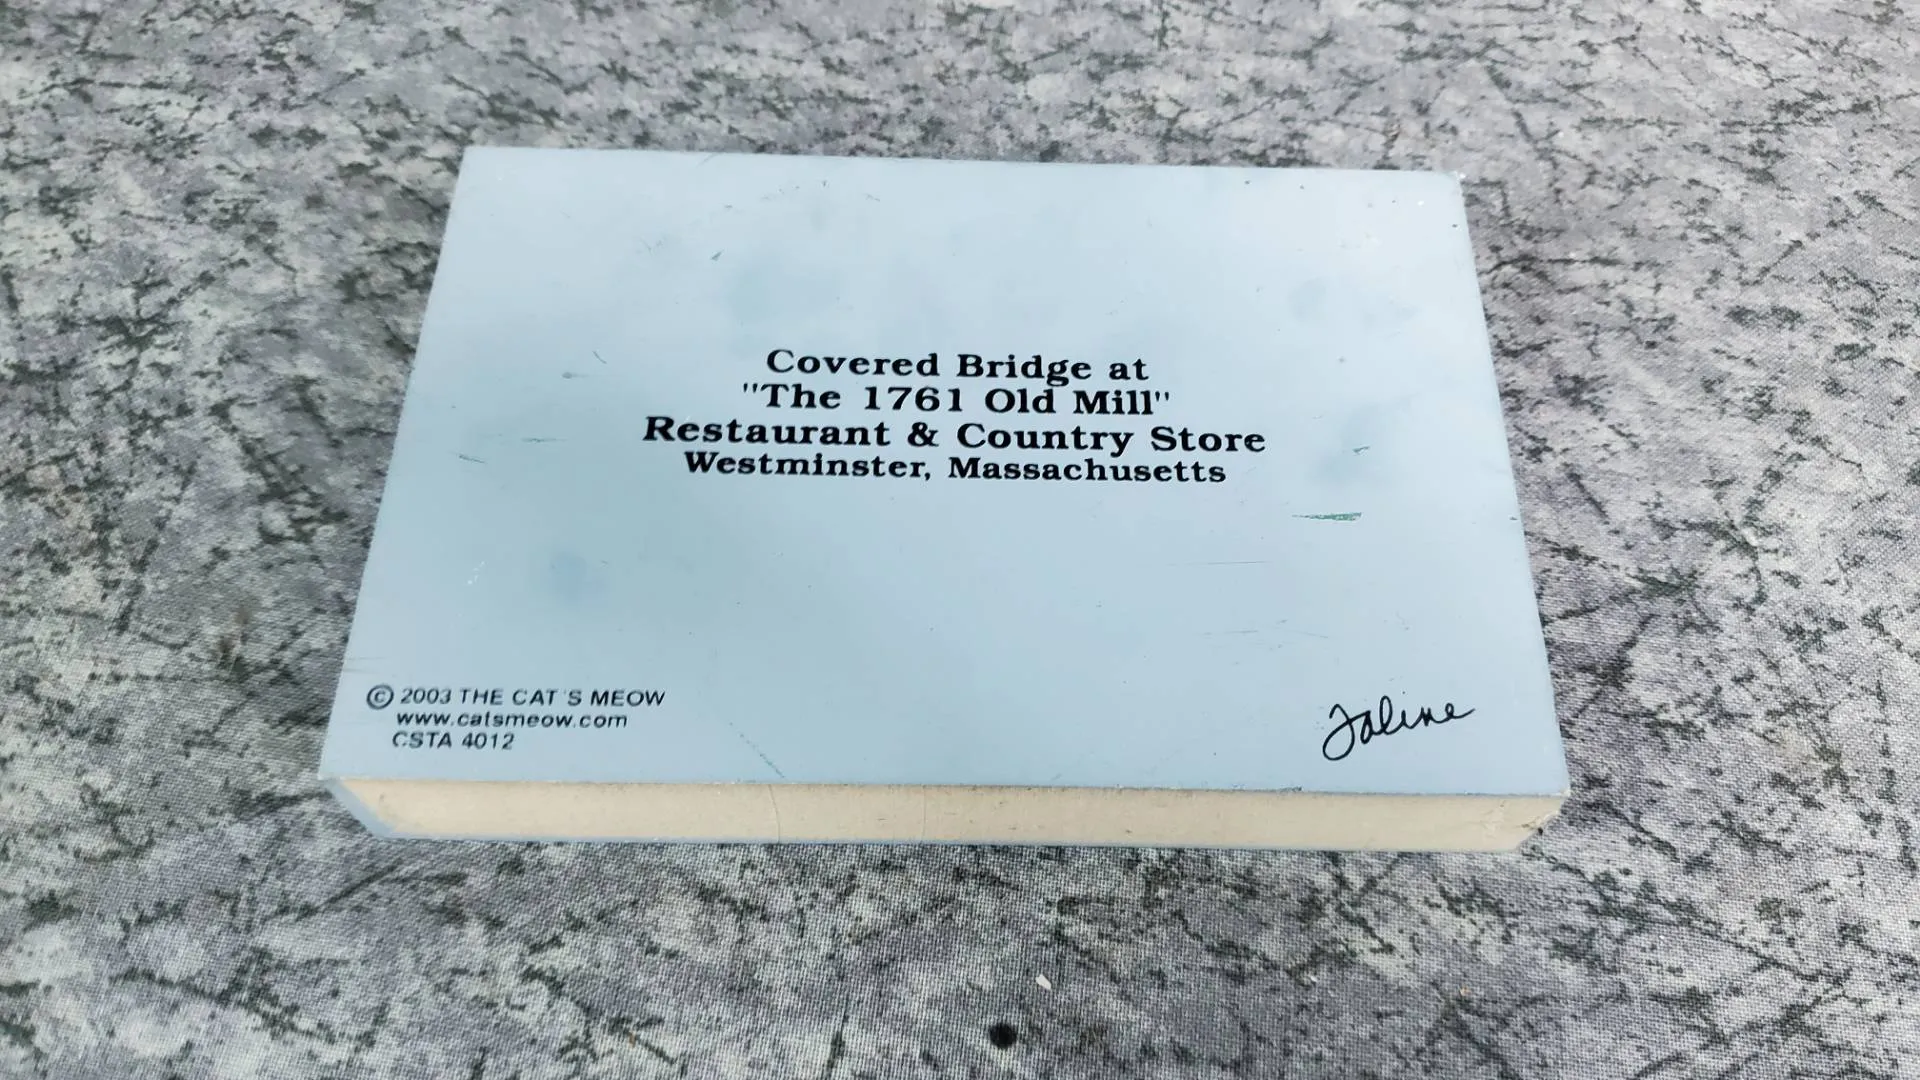 Covered Bridge at
"The 1761 Old Mill"
Restaurant & Country Store
Westminster, Massachusetts
© 2003 THE CAT'S MEOW
www.catsmeow.com
CSTA 4012
Faline